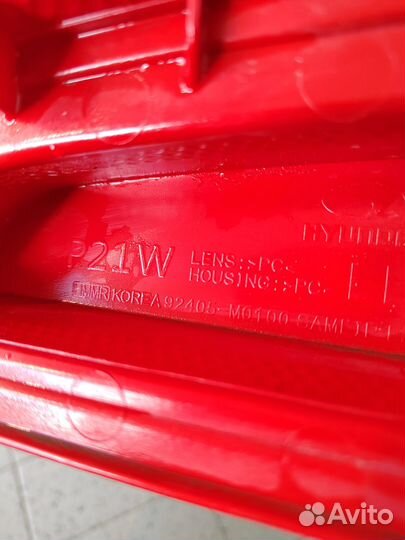 HYUNDAI
P21W LENS:>PC<
HOUSING:>PC<
KOREA 92405-M0100
Avito